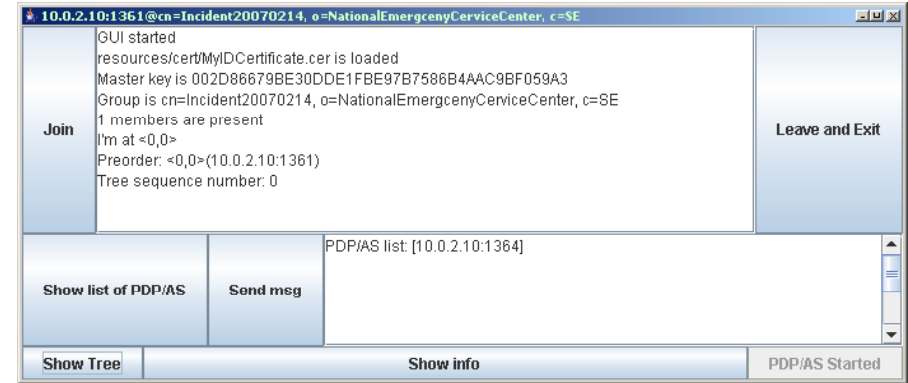 10.0.2.10:1361@cn=Incident20070214, o=NationalEmergcenyCerviceCenter, c=SE
GUI started
resources/cert/MyIDCertificate.cer is loaded
Master key is 002D86679BE30DDE1FBE97B7586B4AAC9BF059A3
Group is cn=Incident20070214, o=NationalEmergcenyCerviceCenter, c=SE
1 members are present
I'm at <0,0>
Preorder: <0,0>(10.0.2.10:1361)
Tree sequence number: 0
Join
Leave and Exit
Show list of PDP/AS
Send msg
PDP/AS list: [10.0.2.10:1364]
Show Tree
Show info
PDP/AS Started